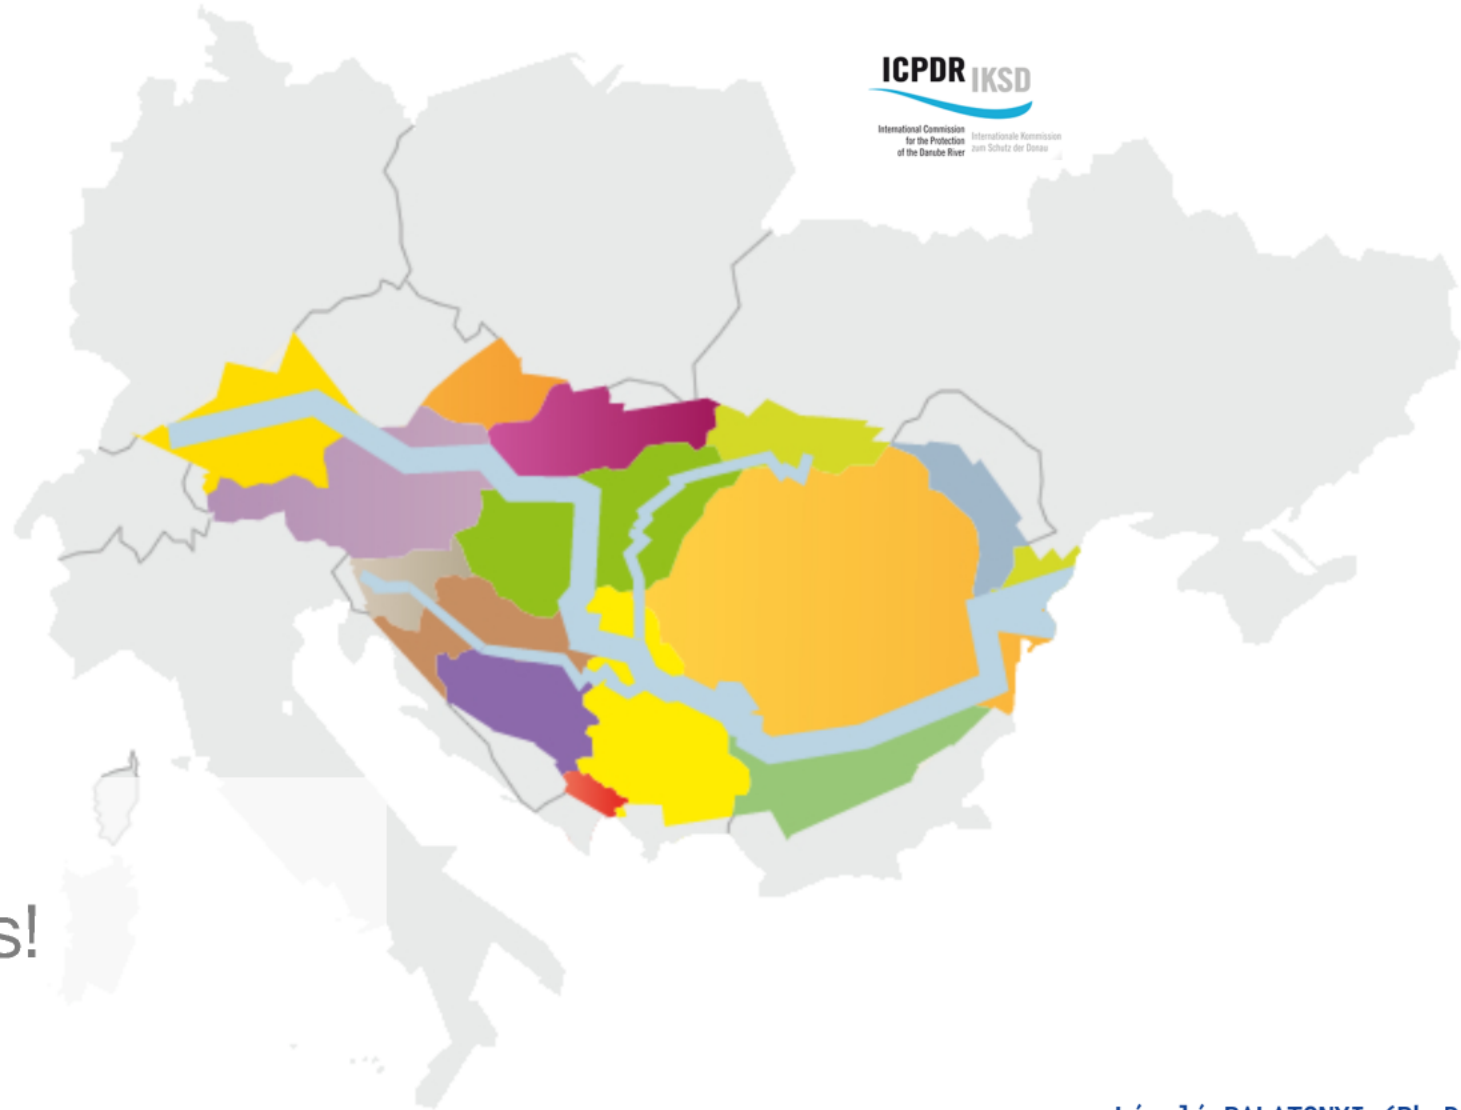 ICPDR IKSD
International Commission
for the Protection
of the Danube River
Internationale Kommission
zum Schutz der Donau
s!